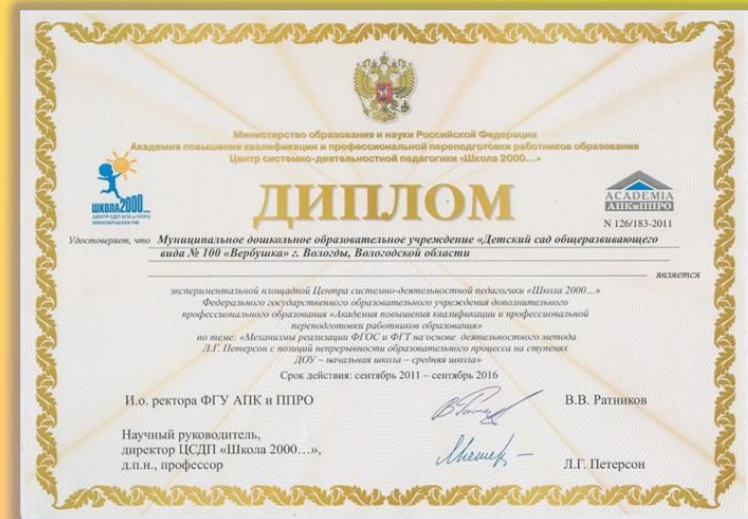 Министерство образования и науки Российской Федерации
Академия повышения квалификации и профессиональной переподготовки работников образования
Центр системно-деятельностной педагогики «Школа 2000...»
ШКОЛА2000...
ДИПЛОМ
ACADEMIA
АПКиППРО
N 126/183-2011
Удостоверяет, что Муниципальное дошкольное образовательное учреждение «Детский сад общеразвивающего
вида № 100 «Вербушка» г. Вологды, Вологодской области
является
экспериментальной площадкой Центра системно-деятельностной педагогики «Школа 2000...»
Федерального государственного образовательного учреждения дополнительного
профессионального образования «Академия повышения квалификации и профессиональной
переподготовки работников образования»
по теме: «Механизмы реализации ФГОС и ФГТ на основе деятельностного метода
Л.Г. Петерсон с позиций непрерывности образовательного процесса на ступенях
ДОУ – начальная школа – средняя школа»
Срок действия: сентябрь 2011 – сентябрь 2016
И.о. ректора ФГУ АПК и ППРО
В.В. Ратников
Научный руководитель,
директор ЦСДП «Школа 2000...»,
д.п.н., профессор
Л.Г. Петерсон